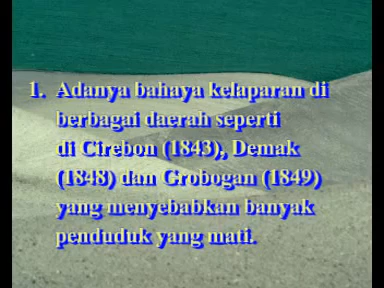 1. Adanya bahaya kelaparan di
berbagai daerah seperti
di Cirebon (1843), Demak
(1848) dan Grobogan (1849)
yang menyebabkan banyak
penduduk yang mati.